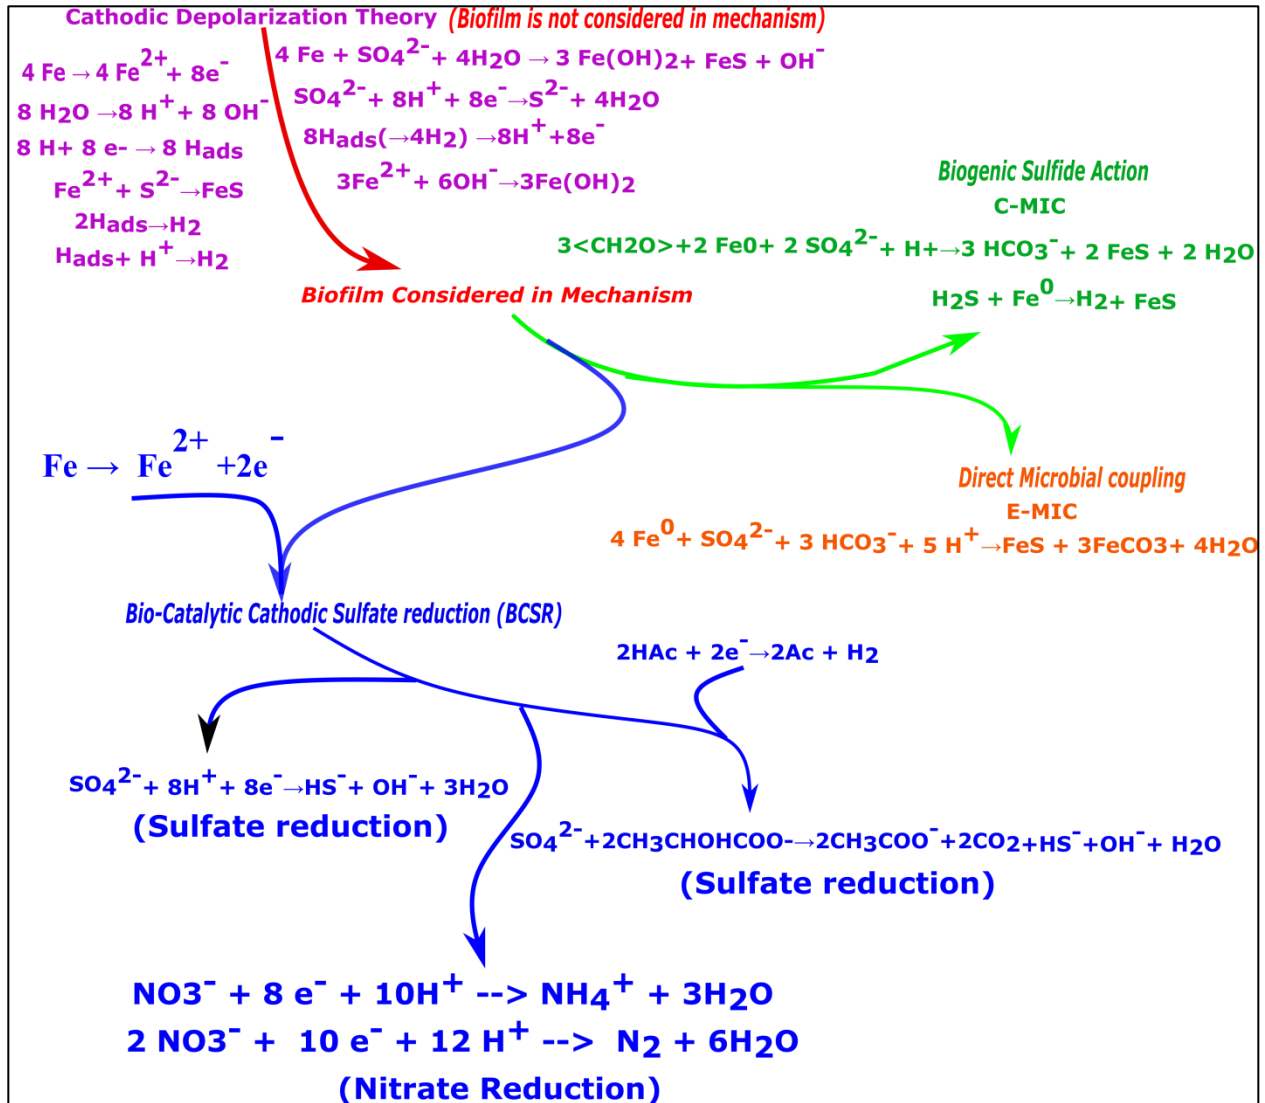 Cathodic Depolarization Theory (Biofilm is not considered in mechanism)
4 Fe → 4 Fe²⁺ + 8e⁻
8 H₂O →8 H⁺ + 8 OH⁻
8 H+ 8 e- → 8 Hads
Fe²⁺ + S²⁻→FeS
2Hads→H₂
Hads+ H⁺→H₂
4 Fe + SO₄²⁻+ 4H₂O → 3 Fe(OH)₂+ FeS + OH⁻
SO₄²⁻+ 8H⁺ + 8e⁻→S²⁻+ 4H₂O
8Hads(→4H₂) →8H⁺+8e⁻
3Fe²⁺ + 6OH⁻→3Fe(OH)₂
Biofilm Considered in Mechanism
Biogenic Sulfide Action
C-MIC
3<CH2O>+2 Fe0+ 2 SO₄²⁻+ H+→3 HCO₃⁻+ 2 FeS + 2 H₂O
H₂S + Fe⁰→H₂+ FeS
Direct Microbial coupling
E-MIC
4 Fe⁰+ SO₄²⁻+ 3 HCO₃⁻+ 5 H⁺→FeS + 3FeCO3+ 4H₂O
Fe → Fe²⁺ +2e⁻
Bio-Catalytic Cathodic Sulfate reduction (BCSR)
2HAc + 2e⁻→2Ac + H₂
SO₄²⁻+ 8H⁺+ 8e⁻→HS⁻+ OH⁻+ 3H₂O
(Sulfate reduction)
SO₄²⁻+2CH₃CHOHCOO-→2CH₃COO⁻+2CO₂+HS⁻+OH⁻+ H₂O
(Sulfate reduction)
NO3⁻ + 8 e⁻ + 10H⁺ --> NH₄⁺ + 3H₂O
2 NO3⁻ + 10 e⁻ + 12 H⁺ --> N₂ + 6H₂O
(Nitrate Reduction)